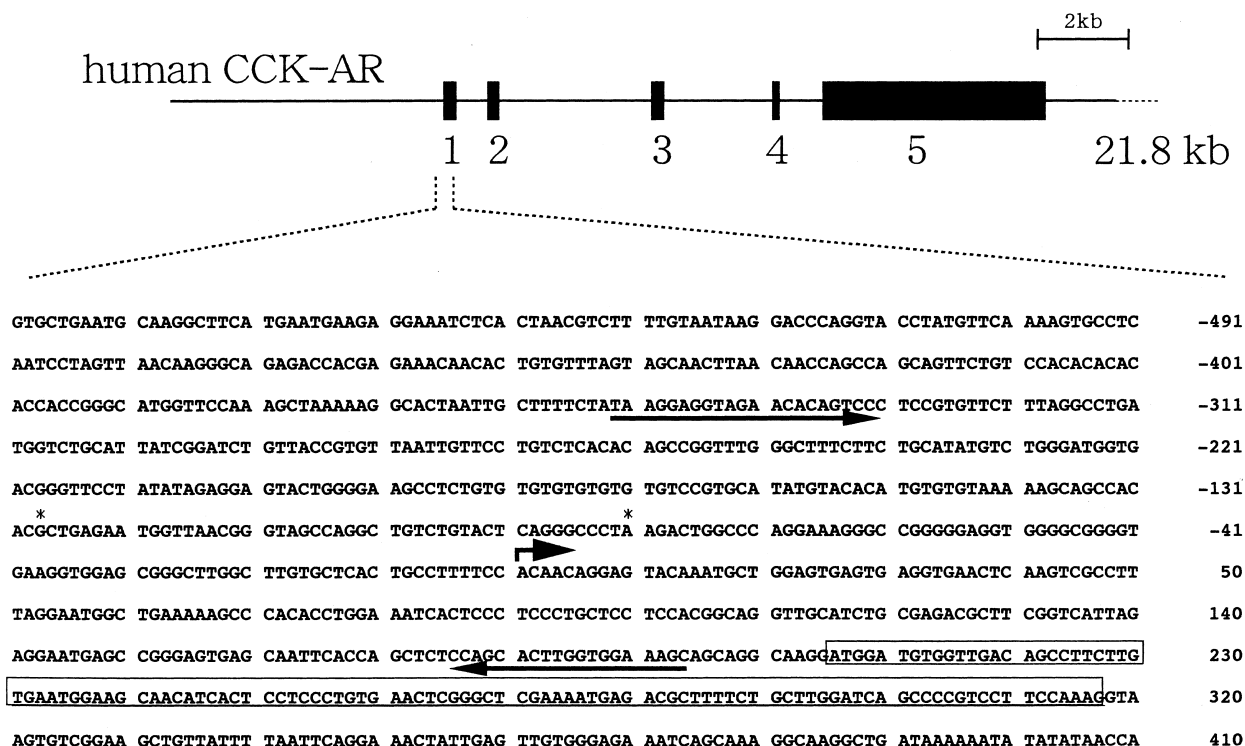 2kb
human CCK-AR
1 2 3 4 5 21.8 kb
GTGCTGAATG CAAGGCTTCA TGAATGAAGA GGAAATCTCA CTAACGTCTT TTGTAATAAG GACCCAGGTA CCTATGTTCA AAAGTGCCTC -491
AATCCTAGTT AACAAGGGCA GAGACCACGA GAAACAACAC TGTGTTTAGT AGCAACTTAA CAACCAGCCA GCAGTTCTGT CCACACACAC -401
ACCACCGGGC ATGGTTCCAA AGCTAAAAAG GCACTAATTG CTTTTCTATA AGGAGGTAGA ACACAGTCCC TCCGTGTTCT TTAGGCCTGA -311
TGGTCTGCAT TATCGGATCT GTTACCGTGT TAATTGTTCC TGTCTCACAC AGCCGGTTTG GGCTTTCTTC TGCATATGTC TGGGATGGTG -221
ACGGGTTCCT ATATAGAGGA GTACTGGGGA AGCCTCTGTG TGTGTGTGTG TGTCCGTGCA TATGTACACA TGTGTGTAAA AAGCAGCCAC -131
* *
ACGCTGAGAA TGGTTAACGG GTAGCCAGGC TGTCTGTACT CAGGGCCCTA AGACTGGCCC AGGAAAGGGC CGGGGGAGGT GGGGCGGGGT -41
GAAGGTGGAG CGGGCTTGGC TTGTGCTCAC TGCCTTTTCC ACAACAGGAG TACAAATGCT GGAGTGAGTG AGGTGAACTC AAGTCGCCTT 50
TAGGAATGGC TGAAAAAGCC CACACCTGGA AATCACTCCC TCCCTGCTCC TCCACGGCAG GTTGCATCTG CGAGACGCTT CGGTCATTAG 140
AGGAATGAGC CGGGAGTGAG CAATTCACCA GCTCTCCAGC ACTTGGTGGA AAGCAGCAGG CAAGGATGGA TGTGGTTGAC AGCCTTCTTG 230
TGAATGGAAG CAACATCACT CCTCCCTGTG AACTCGGGCT CGAAAATGAG ACGCTTTTCT GCTTGGATCA GCCCCGTCCT TCCAAAGGTA 320
AGTGTCGGAA GCTGTTATTT TAATTCAGGA AACTATTGAG TTGTGGGAGA AATCAGCAAA GGCAAGGCTG ATAAAAAATA TATATAACCA 410